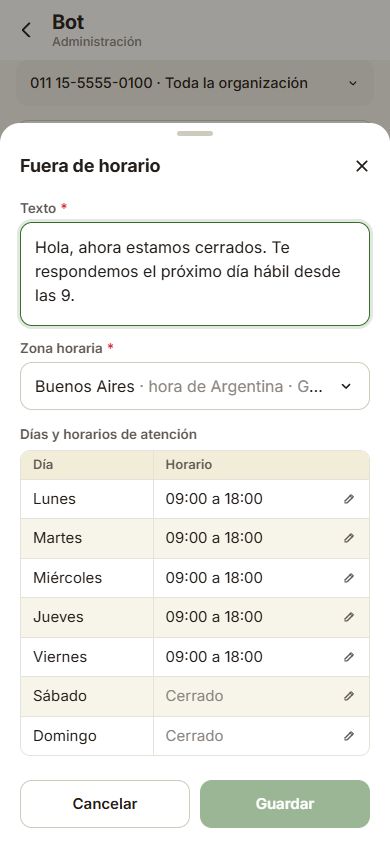 Bot
Administración
011 15-5555-0100 · Toda la organización
Fuera de horario
Texto *
Hola, ahora estamos cerrados. Te
respondemos el próximo día hábil desde
las 9.
Zona horaria *
Buenos Aires · hora de Argentina · G...
Días y horarios de atención
Día Horario
Lunes 09:00 a 18:00
Martes 09:00 a 18:00
Miércoles 09:00 a 18:00
Jueves 09:00 a 18:00
Viernes 09:00 a 18:00
Sábado Cerrado
Domingo Cerrado
Cancelar Guardar